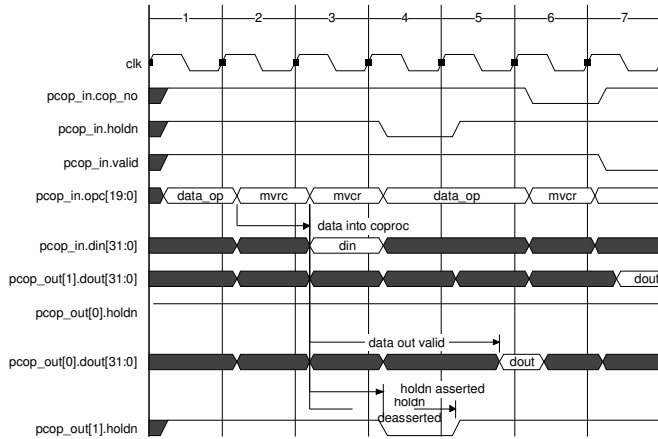 1 2 3 4 5 6 7
clk
pcop_in.cop_no
pcop_in.holdn
pcop_in.valid
pcop_in.opc[19:0] data_op mvrc mvcr data_op mvcr
data into coproc
pcop_in.din[31:0] din
pcop_out[1].dout[31:0] dout
pcop_out[0].holdn
data out valid
pcop_out[0].dout[31:0] dout
holdn asserted
holdn
deasserted
pcop_out[1].holdn